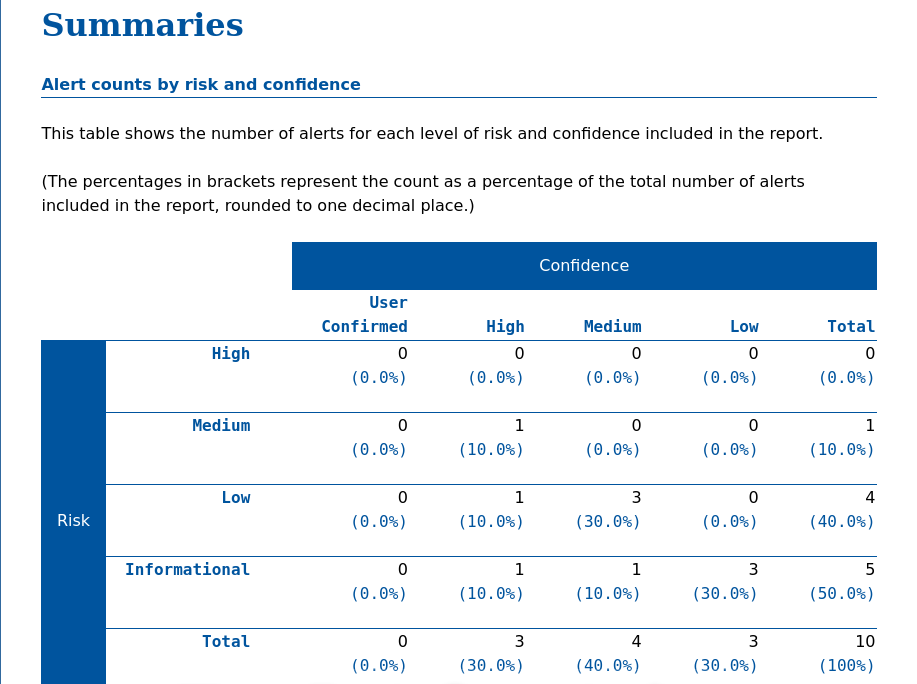 Summaries
Alert counts by risk and confidence
This table shows the number of alerts for each level of risk and confidence included in the report.
(The percentages in brackets represent the count as a percentage of the total number of alerts
included in the report, rounded to one decimal place.)
Confidence
User
Confirmed High Medium Low Total
High 0 0 0 0 0
(0.0%) (0.0%) (0.0%) (0.0%) (0.0%)
Medium 0 1 0 0 1
(0.0%) (10.0%) (0.0%) (0.0%) (10.0%)
Low 0 1 3 0 4
Risk (0.0%) (10.0%) (30.0%) (0.0%) (40.0%)
Informational 0 1 1 3 5
(0.0%) (10.0%) (10.0%) (30.0%) (50.0%)
Total 0 3 4 3 10
(0.0%) (30.0%) (40.0%) (30.0%) (100%)